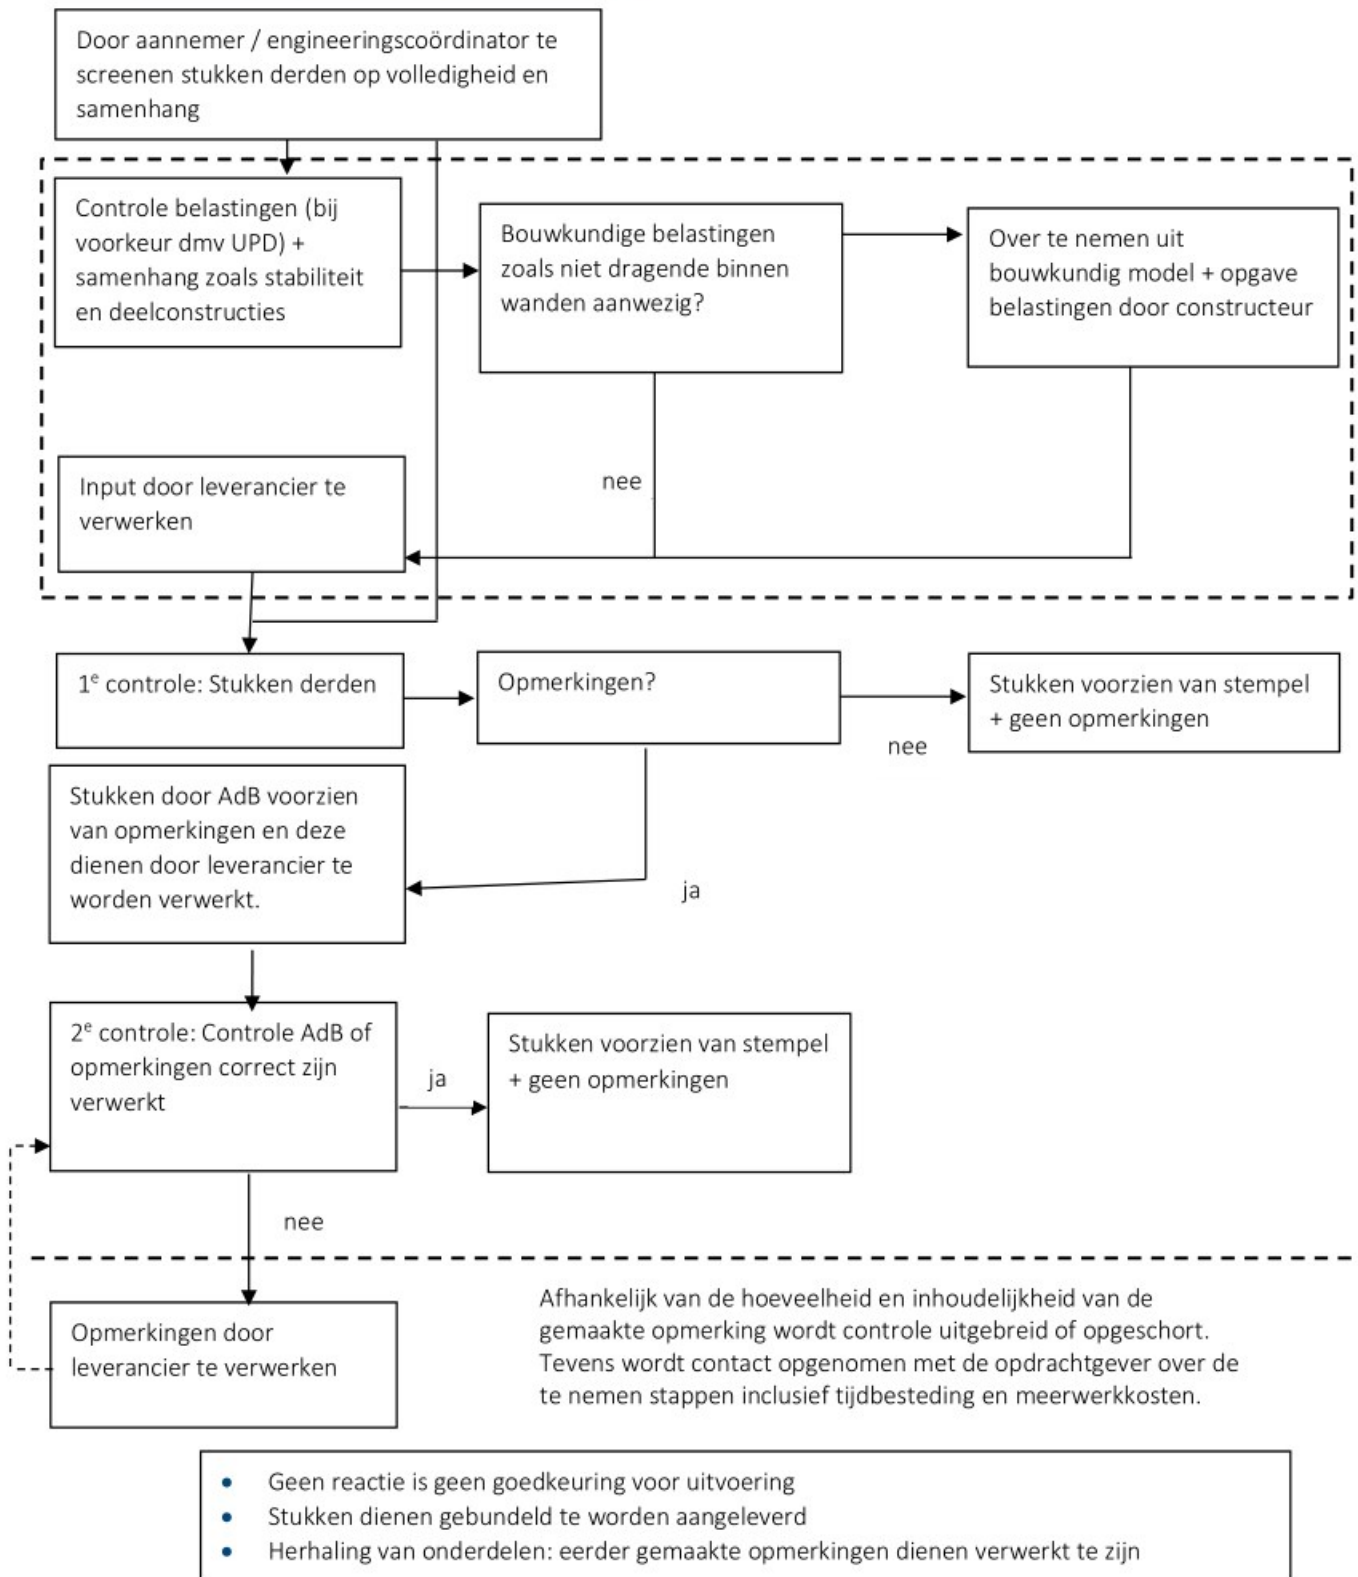 Door aannemer / engineeringscoördinator te
screenen stukken derden op volledigheid en
samenhang
Controle belastingen (bij
voorkeur dmv UPD) +
samenhang zoals stabiliteit
en deelconstructies
Bouwkundige belastingen
zoals niet dragende binnen
wanden aanwezig?
Over te nemen uit
bouwkundig model + opgave
belastingen door constructeur
nee
Input door leverancier te
verwerken
1e controle: Stukken derden
Opmerkingen?
Stukken voorzien van stempel
+ geen opmerkingen
nee
Stukken door AdB voorzien
van opmerkingen en deze
dienen door leverancier te
worden verwerkt.
ja
2e controle: Controle AdB of
opmerkingen correct zijn
verwerkt
ja
Stukken voorzien van stempel
+ geen opmerkingen
nee
Opmerkingen door
leverancier te verwerken
Afhankelijk van de hoeveelheid en inhoudelijkheid van de
gemaakte opmerking wordt controle uitgebreid of opgeschort.
Tevens wordt contact opgenomen met de opdrachtgever over de
te nemen stappen inclusief tijdbesteding en meerwerkkosten.
• Geen reactie is geen goedkeuring voor uitvoering
• Stukken dienen gebundeld te worden aangeleverd
• Herhaling van onderdelen: eerder gemaakte opmerkingen dienen verwerkt te zijn